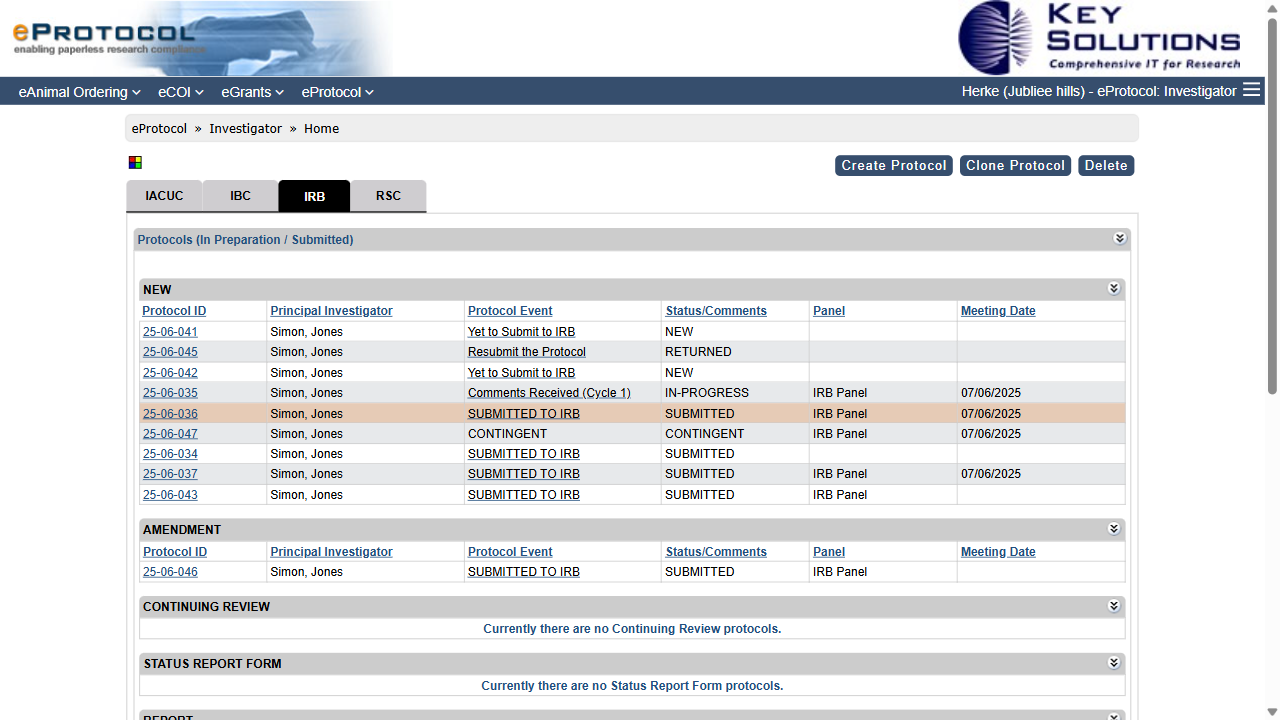 ePROTOCOL
enabling paperless research compliance
KEY
SOLUTIONS
Comprehensive IT for Research
eAnimal Ordering eCOI eGrants eProtocol Herke (Jubliee hills) - eProtocol: Investigator
eProtocol » Investigator » Home
Create Protocol Clone Protocol Delete
IACUC IBC IRB RSC
Protocols (In Preparation / Submitted)
NEW
Protocol ID Principal Investigator Protocol Event Status/Comments Panel Meeting Date
25-06-041 Simon, Jones Yet to Submit to IRB NEW
25-06-045 Simon, Jones Resubmit the Protocol RETURNED
25-06-042 Simon, Jones Yet to Submit to IRB NEW
25-06-035 Simon, Jones Comments Received (Cycle 1) IN-PROGRESS IRB Panel 07/06/2025
25-06-036 Simon, Jones SUBMITTED TO IRB SUBMITTED IRB Panel 07/06/2025
25-06-047 Simon, Jones CONTINGENT CONTINGENT IRB Panel 07/06/2025
25-06-034 Simon, Jones SUBMITTED TO IRB SUBMITTED
25-06-037 Simon, Jones SUBMITTED TO IRB SUBMITTED IRB Panel 07/06/2025
25-06-043 Simon, Jones SUBMITTED TO IRB SUBMITTED IRB Panel
AMENDMENT
Protocol ID Principal Investigator Protocol Event Status/Comments Panel Meeting Date
25-06-046 Simon, Jones SUBMITTED TO IRB SUBMITTED IRB Panel
CONTINUING REVIEW
Currently there are no Continuing Review protocols.
STATUS REPORT FORM
Currently there are no Status Report Form protocols.
REPORT